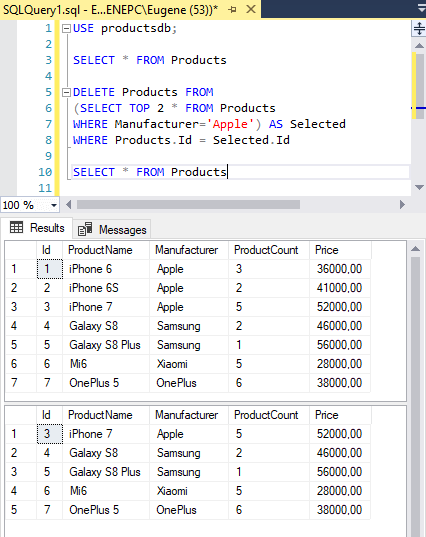 SQLQuery1.sql - E...ENEPC\Eugene (53))*
1 USE productsdb;
2
3 SELECT * FROM Products
4
5 DELETE Products FROM
6 (SELECT TOP 2 * FROM Products
7 WHERE Manufacturer='Apple') AS Selected
8 WHERE Products.Id = Selected.Id
9
10 SELECT * FROM Products
11
100 %
Results Messages
Id ProductName Manufacturer ProductCount Price
1 1 iPhone 6 Apple 3 36000,00
2 2 iPhone 6S Apple 2 41000,00
3 3 iPhone 7 Apple 5 52000,00
4 4 Galaxy S8 Samsung 2 46000,00
5 5 Galaxy S8 Plus Samsung 1 56000,00
6 6 Mi6 Xiaomi 5 28000,00
7 7 OnePlus 5 OnePlus 6 38000,00
Id ProductName Manufacturer ProductCount Price
1 3 iPhone 7 Apple 5 52000,00
2 4 Galaxy S8 Samsung 2 46000,00
3 5 Galaxy S8 Plus Samsung 1 56000,00
4 6 Mi6 Xiaomi 5 28000,00
5 7 OnePlus 5 OnePlus 6 38000,00